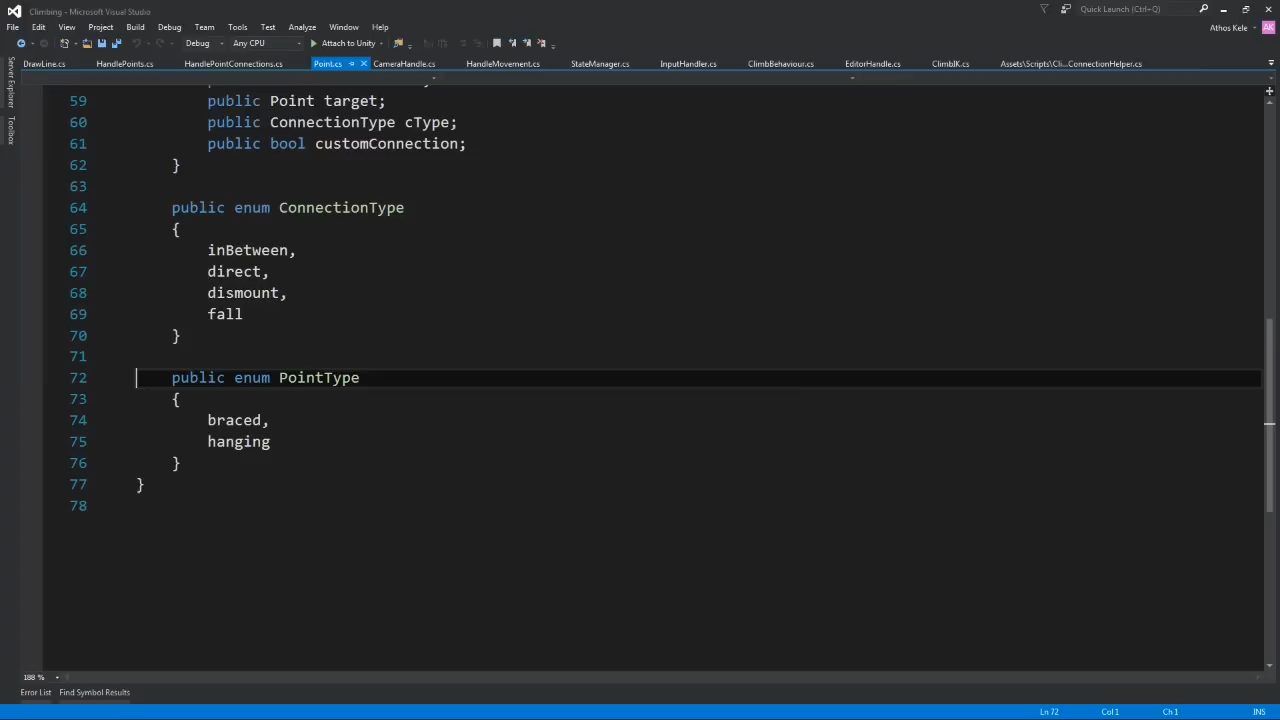 Climbing - Microsoft Visual Studio
Quick Launch (Ctrl+Q)
File Edit View Project Build Debug Team Tools Test Analyze Window Help
Athos Kele AK
Debug Any CPU Attach to Unity
DrawLine.cs HandlePoints.cs HandlePointConnections.cs Point.cs CameraHandle.cs HandleMovement.cs StateManager.cs InputHandler.cs ClimbBehaviour.cs EditorHandle.cs ClimbIK.cs Assets\Scripts\Cli...ConnectionHelper.cs
Server Explorer
Toolbox
59 public Point target;
60 public ConnectionType cType;
61 public bool customConnection;
62 }
63
64 public enum ConnectionType
65 {
66 inBetween,
67 direct,
68 dismount,
69 fall
70 }
71
72 public enum PointType
73 {
74 braced,
75 hanging
76 }
77 }
78
188 %
Error List Find Symbol Results
Ln 72 Col 1 Ch 1 INS